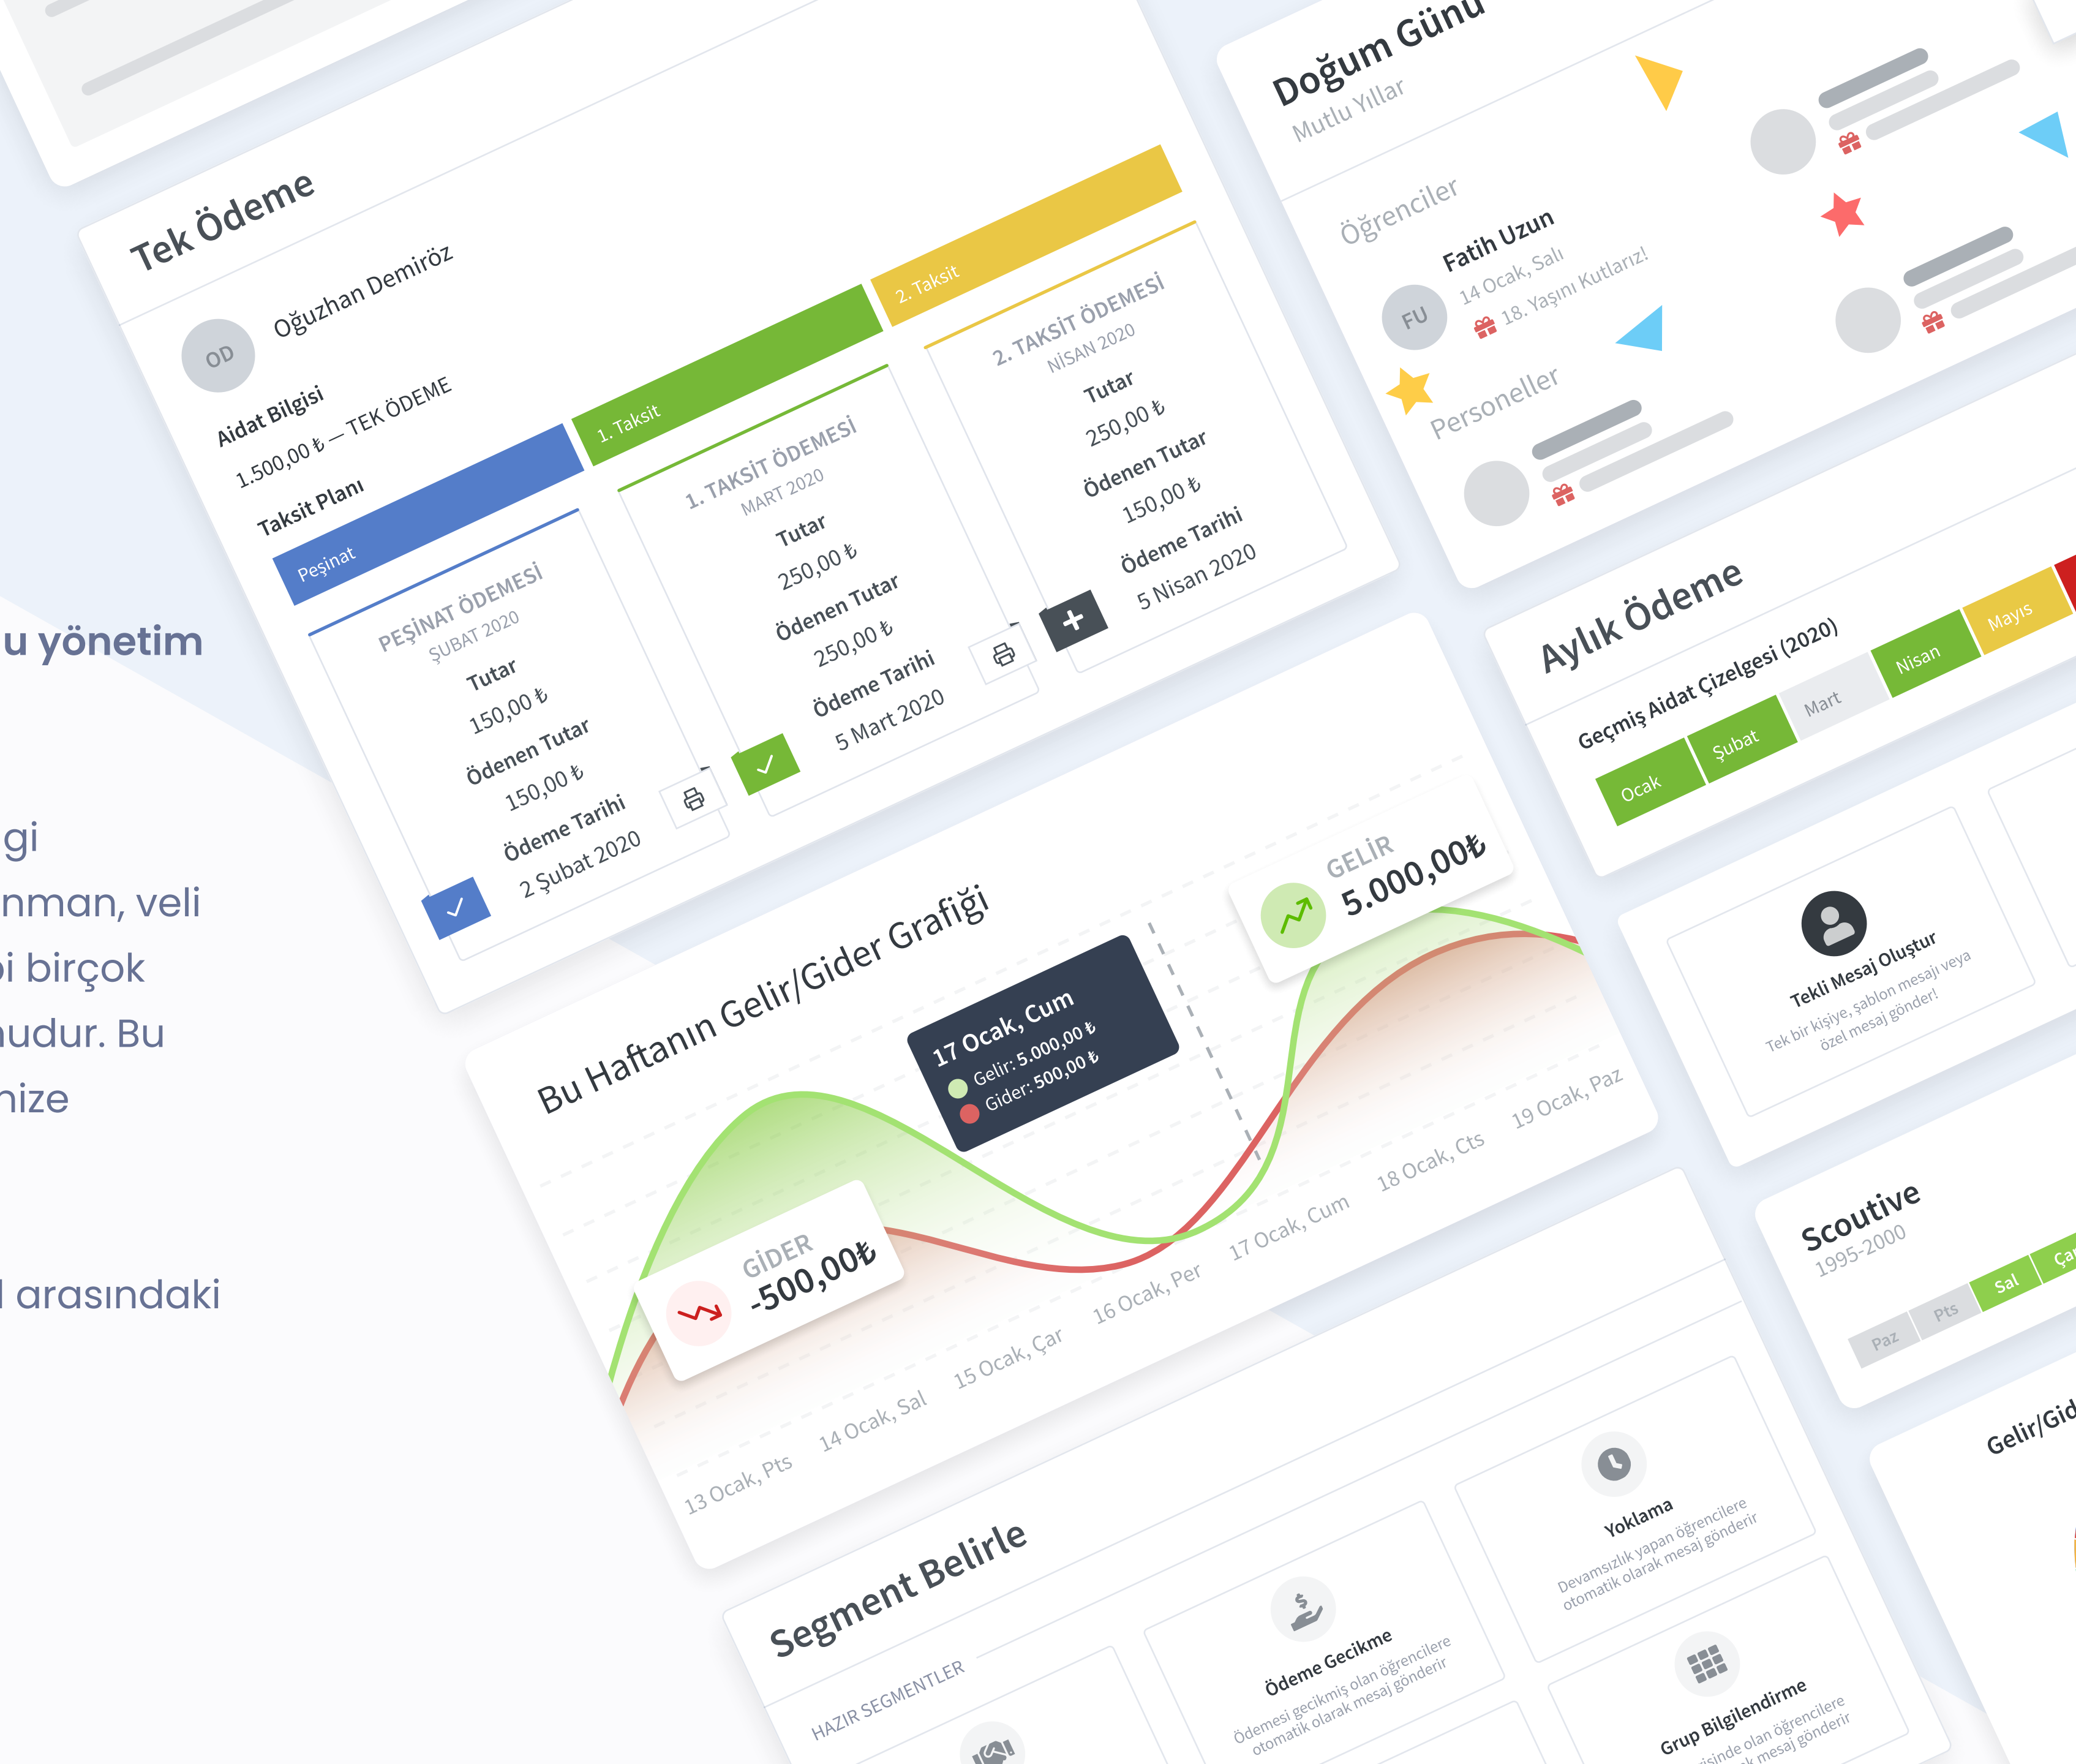 yönetim
veli
birçok
Bu
arasındaki
Tek Ödeme
OD
Oğuzhan Demiröz
Aidat Bilgisi
1.500,00 ₺ — TEK ÖDEME
Taksit Planı
Peşinat
1. Taksit
2. Taksit
PEŞİNAT ÖDEMESİ
ŞUBAT 2020
Tutar
150,00 ₺
Ödenen Tutar
150,00 ₺
Ödeme Tarihi
2 Şubat 2020
1. TAKSİT ÖDEMESİ
MART 2020
Tutar
250,00 ₺
Ödenen Tutar
250,00 ₺
Ödeme Tarihi
5 Mart 2020
2. TAKSİT ÖDEMESİ
NİSAN 2020
Tutar
250,00 ₺
Ödenen Tutar
150,00 ₺
Ödeme Tarihi
5 Nisan 2020
Bu Haftanın Gelir/Gider Grafiği
17 Ocak, Cum
Gelir: 5.000,00 ₺
Gider: 500,00 ₺
GELİR
5.000,00₺
GİDER
-500,00₺
13 Ocak, Pts
14 Ocak, Sal
15 Ocak, Çar
16 Ocak, Per
17 Ocak, Cum
18 Ocak, Cts
19 Ocak, Paz
Segment Belirle
HAZIR SEGMENTLER
Ödeme Gecikme
Ödemesi gecikmiş olan öğrencilere
otomatik olarak mesaj gönderir
Yoklama
Devamsızlık yapan öğrencilere
otomatik olarak mesaj gönderir
Grup Bilgilendirme
olan öğrencilere
mesaj gönderir
Doğum Günü
Mutlu Yıllar
Öğrenciler
FU
Fatih Uzun
14 Ocak, Salı
18. Yaşını Kutlarız!
Personeller
Aylık Ödeme
Geçmiş Aidat Çizelgesi (2020)
Ocak
Şubat
Mart
Nisan
Mayıs
Tekli Mesaj Oluştur
Tek bir kişiye, şablon mesajı veya
özel mesaj gönder!
Scoutive
1995-2000
Paz
Pts
Sal
Gelir/